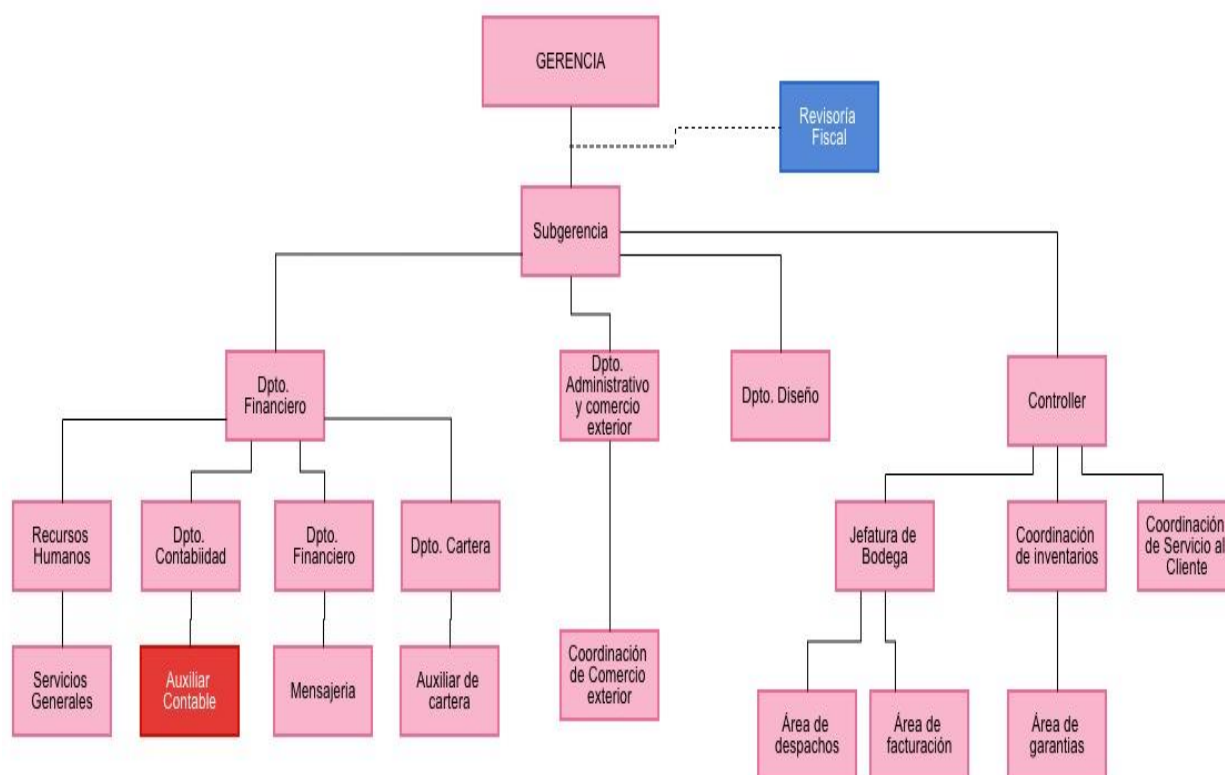 GERENCIA
Revisoría
Fiscal
Subgerencia
Dpto.
Financiero
Dpto.
Administrativo
y comercio
exterior
Dpto. Diseño
Controller
Recursos
Humanos
Dpto.
Contabiidad
Dpto.
Financiero
Dpto. Cartera
Jefatura de
Bodega
Coordinación
de inventarios
Coordinación
de Servicio al
Cliente
Servicios
Generales
Auxiliar
Contable
Mensajeria
Auxiliar de
cartera
Coordinación
de Comercio
exterior
Área de
despachos
Área de
facturación
Área de
garantias